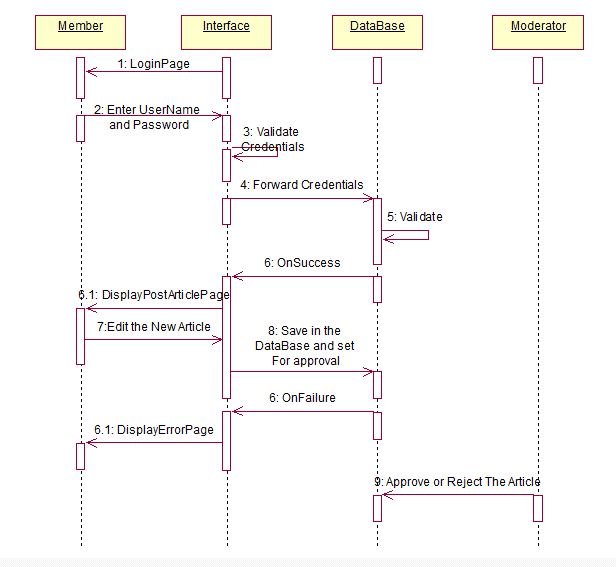 Member Interface DataBase Moderator
1: LoginPage
2: Enter UserName
and Password
3: Validate
Credentials
4: Forward Credentials
5: Validate
6: OnSuccess
6.1: DisplayPostArticlePage
7:Edit the New Article
8: Save in the
DataBase and set
For approval
6: OnFailure
6.1: DisplayErrorPage
9: Approve or Reject The Article